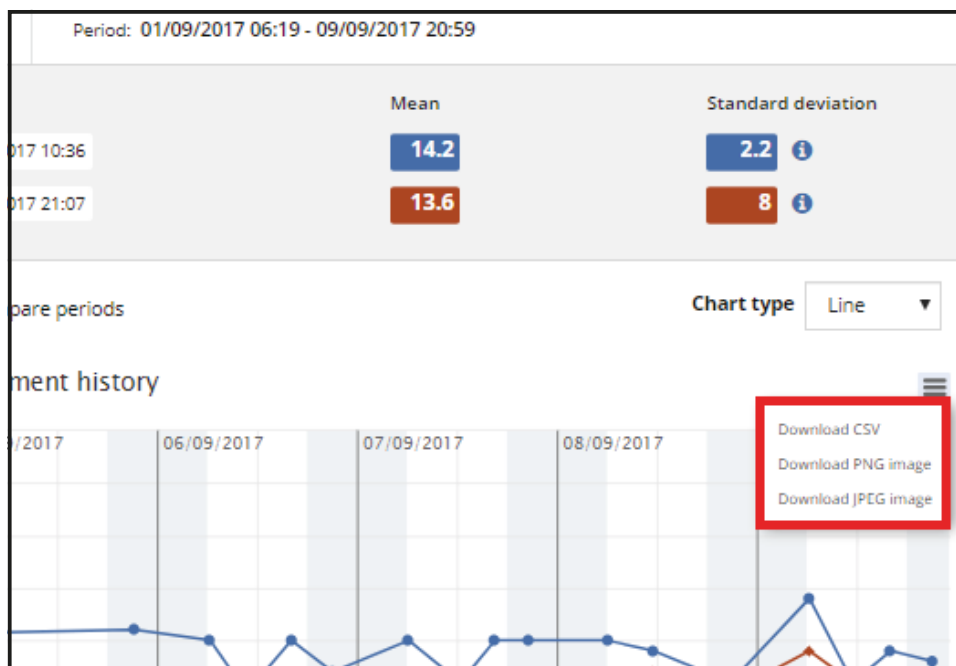 Period: 01/09/2017 06:19 - 09/09/2017 20:59
Mean Standard deviation
017 10:36 14.2 2.2
017 21:07 13.6 8
pare periods Chart type Line
ment history
Download CSV
Download PNG image
Download JPEG image
/2017 06/09/2017 07/09/2017 08/09/2017